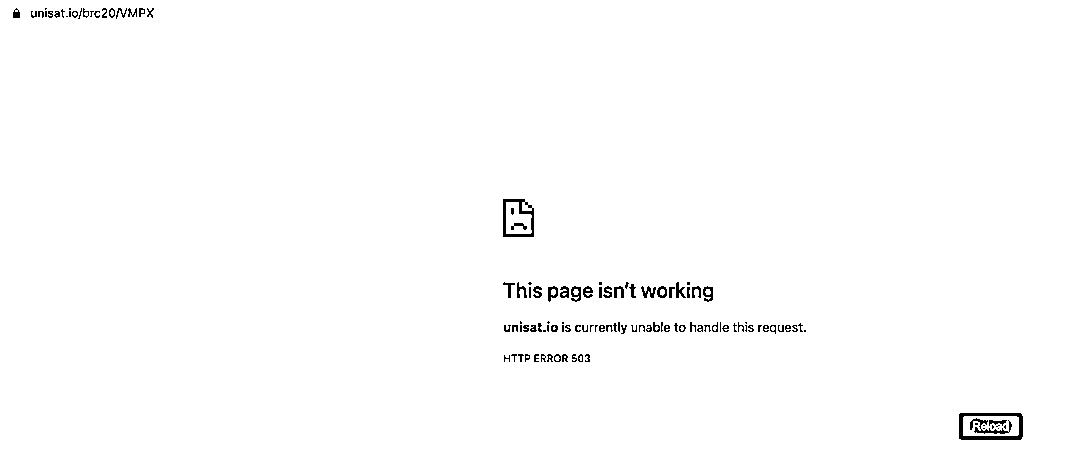 unisat.io/brc20/VMPX
This page isn't working
unisat.io is currently unable to handle this request.
HTTP ERROR 503
Reload